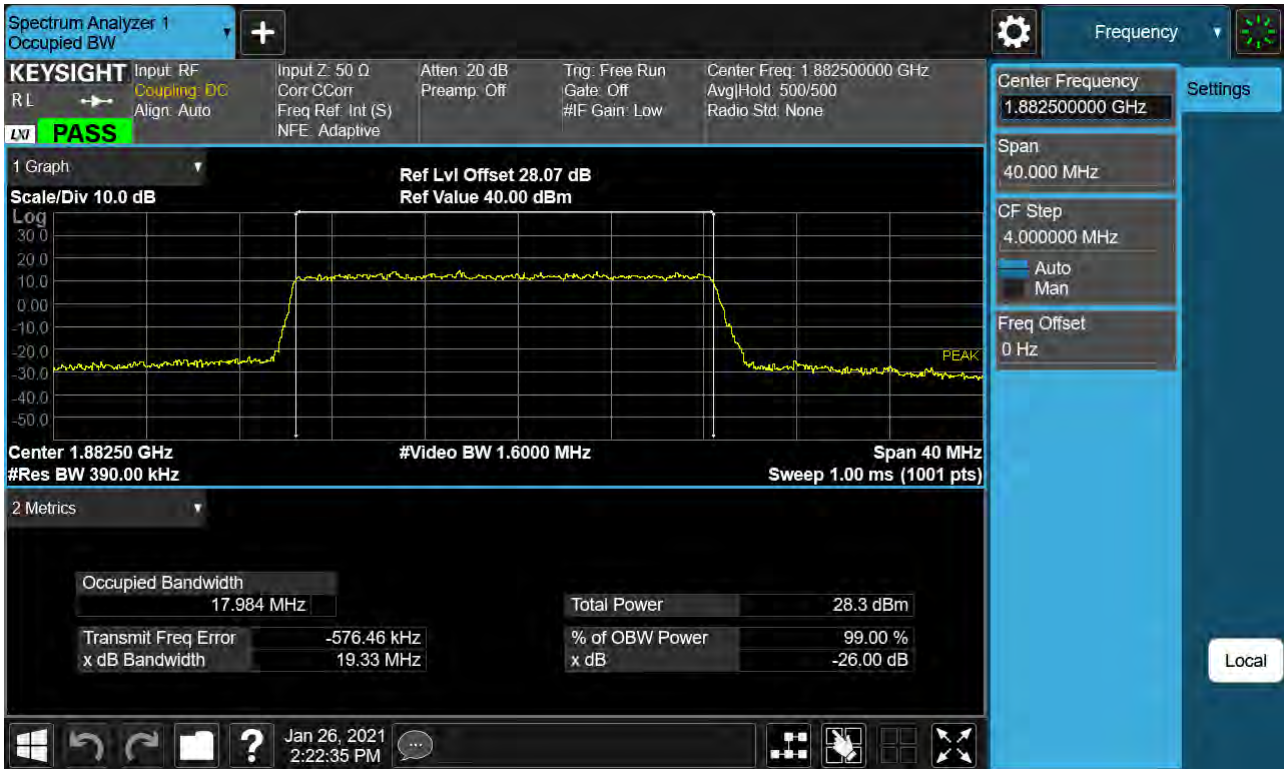 Spectrum Analyzer 1
Occupied BW
Frequency
KEYSIGHT
RL
LXI
PASS
Input: RF
Coupling: DC
Align: Auto
Input Z: 50 Ω
Corr CCorr
Freq Ref: Int (S)
NFE: Adaptive
Atten: 20 dB
Preamp: Off
Trig: Free Run
Gate: Off
#IF Gain: Low
Center Freq: 1.882500000 GHz
Avg|Hold: 500/500
Radio Std: None
Center Frequency
1.882500000 GHz
Settings
Span
40.000 MHz
CF Step
4.000000 MHz
Auto
Man
Freq Offset
0 Hz
1 Graph
Scale/Div 10.0 dB
Ref Lvl Offset 28.07 dB
Ref Value 40.00 dBm
Log
30.0
20.0
10.0
0.00
-10.0
-20.0
-30.0
-40.0
-50.0
PEAK
Center 1.88250 GHz
#Video BW 1.6000 MHz
Span 40 MHz
#Res BW 390.00 kHz
Sweep 1.00 ms (1001 pts)
2 Metrics
Occupied Bandwidth
17.984 MHz
Total Power 28.3 dBm
Transmit Freq Error -576.46 kHz
% of OBW Power 99.00 %
x dB Bandwidth 19.33 MHz
x dB -26.00 dB
Local
?
Jan 26, 2021
2:22:35 PM